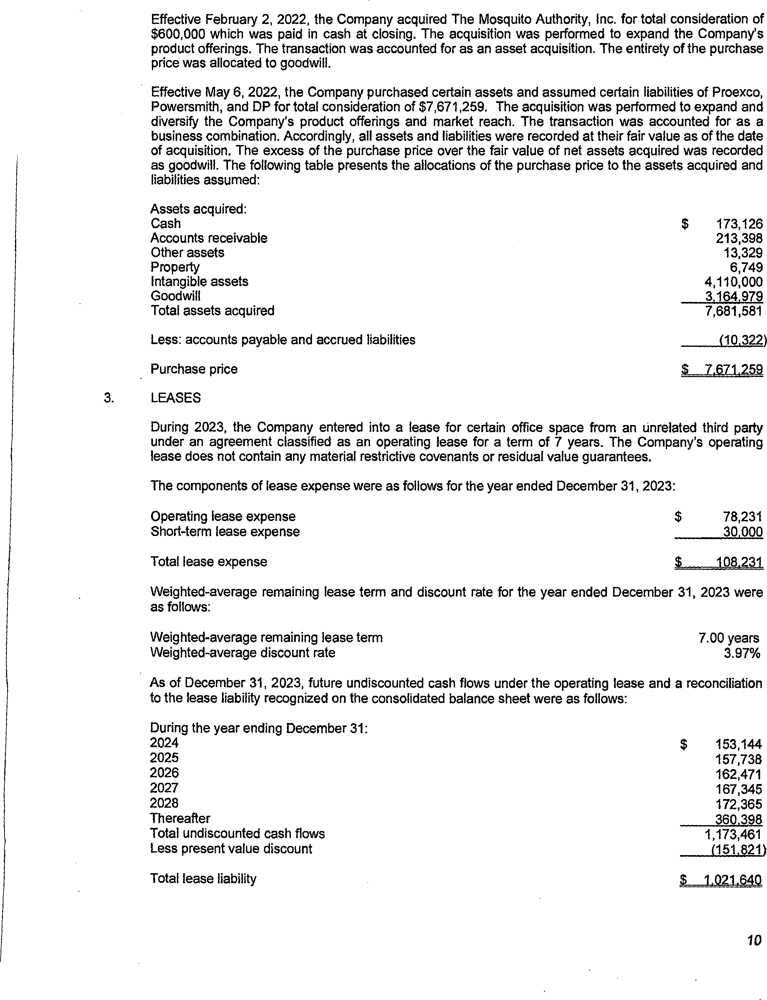 Effective February 2, 2022, the Company acquired The Mosquito Authority, Inc. for total consideration of
$600,000 which was paid in cash at closing. The acquisition was performed to expand the Company's
product offerings. The transaction was accounted for as an asset acquisition. The entirety of the purchase
price was allocated to goodwill.
Effective May 6, 2022, the Company purchased certain assets and assumed certain liabilities of Proexco,
Powersmith, and DP for total consideration of $7,671,259. The acquisition was performed to expand and
diversify the Company's product offerings and market reach. The transaction was accounted for as a
business combination. Accordingly, all assets and liabilities were recorded at their fair value as of the date
of acquisition. The excess of the purchase price over the fair value of net assets acquired was recorded
as goodwill. The following table presents the allocations of the purchase price to the assets acquired and
liabilities assumed:
Assets acquired:
Cash $ 173,126
Accounts receivable 213,398
Other assets 13,329
Property 6,749
Intangible assets 4,110,000
Goodwill 3,164,979
Total assets acquired 7,681,581
Less: accounts payable and accrued liabilities (10,322)
Purchase price $ 7,671,259
3. LEASES
During 2023, the Company entered into a lease for certain office space from an unrelated third party
under an agreement classified as an operating lease for a term of 7 years. The Company's operating
lease does not contain any material restrictive covenants or residual value guarantees.
The components of lease expense were as follows for the year ended December 31, 2023:
Operating lease expense $ 78,231
Short-term lease expense 30,000
Total lease expense $ 108,231
Weighted-average remaining lease term and discount rate for the year ended December 31, 2023 were
as follows:
Weighted-average remaining lease term 7.00 years
Weighted-average discount rate 3.97%
As of December 31, 2023, future undiscounted cash flows under the operating lease and a reconciliation
to the lease liability recognized on the consolidated balance sheet were as follows:
During the year ending December 31:
2024 $ 153,144
2025 157,738
2026 162,471
2027 167,345
2028 172,365
Thereafter 360,398
Total undiscounted cash flows 1,173,461
Less present value discount (151,821)
Total lease liability $ 1,021,640
10